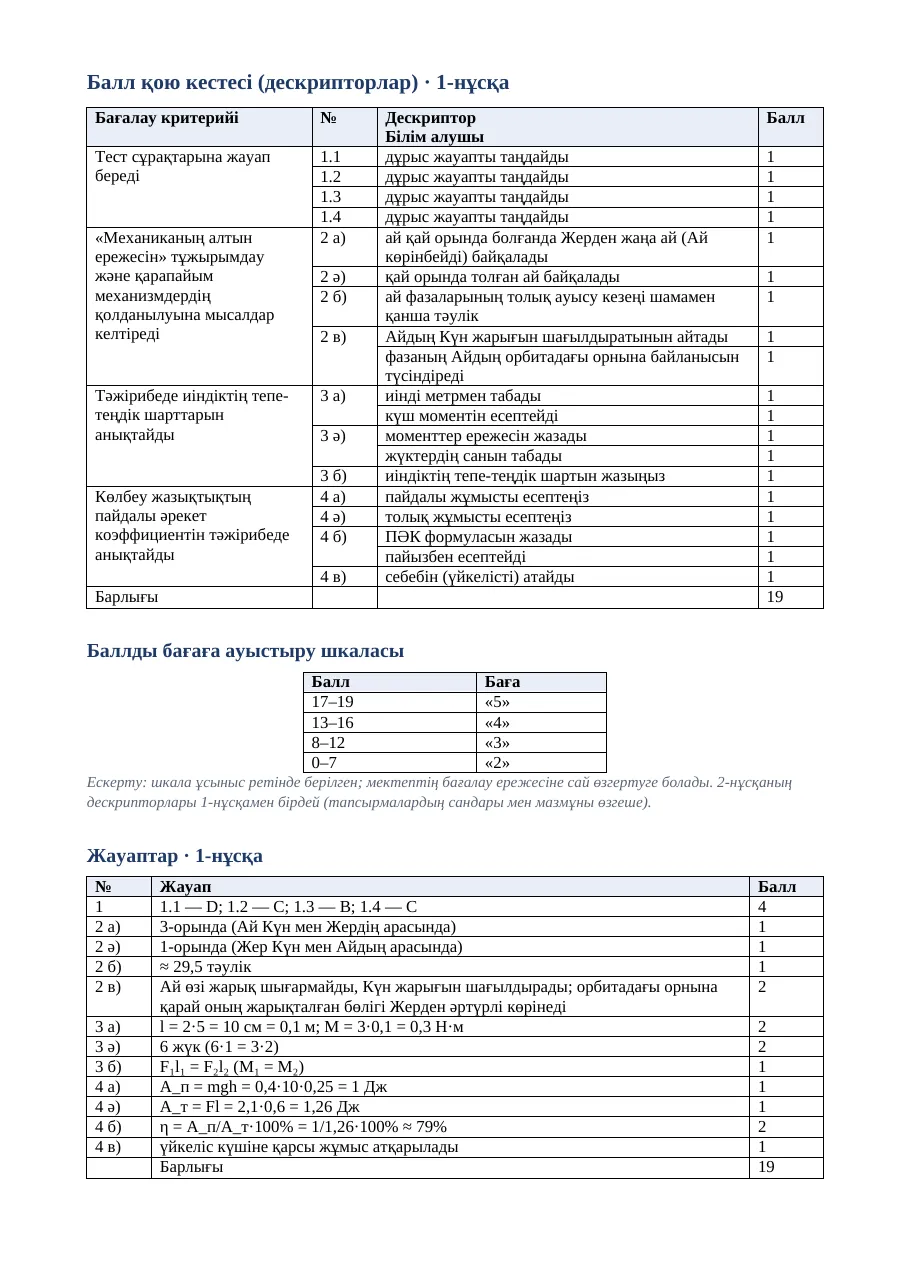 Балл қою кестесі (дескрипторлар) · 1-нұсқа
Бағалау критерийі № Дескриптор Балл
Білім алушы
Тест сұрақтарына жауап 1.1 дұрыс жауапты таңдайды 1
береді 1.2 дұрыс жауапты таңдайды 1
1.3 дұрыс жауапты таңдайды 1
1.4 дұрыс жауапты таңдайды 1
«Механиканың алтын 2 а) ай қай орында болғанда Жерден жаңа ай (Ай 1
ережесін» тұжырымдау көрінбейді) байқалады
және қарапайым 2 ә) қай орында толған ай байқалады 1
механизмдердің 2 б) ай фазаларының толық ауысу кезеңі шамамен 1
қолданылуына мысалдар қанша тәулік
келтіреді 2 в) Айдың Күн жарығын шағылдыратынын айтады 1
фазаның Айдың орбитадағы орнына байланысын 1
түсіндіреді
Тәжірибеде иіндіктің тепе- 3 а) иінді метрмен табады 1
теңдік шарттарын күш моментін есептейді 1
анықтайды 3 ә) моменттер ережесін жазады 1
жүктердің санын табады 1
3 б) иіндіктің тепе-теңдік шартын жазыңыз 1
Көлбеу жазықтықтың 4 а) пайдалы жұмысты есептеңіз 1
пайдалы әрекет 4 ә) толық жұмысты есептеңіз 1
коэффициентін тәжірибеде 4 б) ПӘК формуласын жазады 1
анықтайды пайызбен есептейді 1
4 в) себебін (үйкелісті) атайды 1
Барлығы 19
Баллды бағаға ауыстыру шкаласы
Балл Баға
17–19 «5»
13–16 «4»
8–12 «3»
0–7 «2»
Ескерту: шкала ұсыныс ретінде берілген; мектептің бағалау ережесіне сай өзгертуге болады. 2-нұсқаның
дескрипторлары 1-нұсқамен бірдей (тапсырмалардың сандары мен мазмұны өзгеше).
Жауаптар · 1-нұсқа
№ Жауап Балл
1 1.1 — D; 1.2 — C; 1.3 — B; 1.4 — C 4
2 а) 3-орында (Ай Күн мен Жердің арасында) 1
2 ә) 1-орында (Жер Күн мен Айдың арасында) 1
2 б) ≈ 29,5 тәулік 1
2 в) Ай өзі жарық шығармайды, Күн жарығын шағылдырады; орбитадағы орнына 2
қарай оның жарықталған бөлігі Жерден әртүрлі көрінеді
3 а) l = 2·5 = 10 см = 0,1 м; M = 3·0,1 = 0,3 Н·м 2
3 ә) 6 жүк (6·1 = 3·2) 2
3 б) F₁l₁ = F₂l₂ (M₁ = M₂) 1
4 а) A_п = mgh = 0,4·10·0,25 = 1 Дж 1
4 ә) A_т = Fl = 2,1·0,6 = 1,26 Дж 1
4 б) η = A_п/A_т·100% = 1/1,26·100% ≈ 79% 2
4 в) үйкеліс күшіне қарсы жұмыс атқарылады 1
Барлығы 19